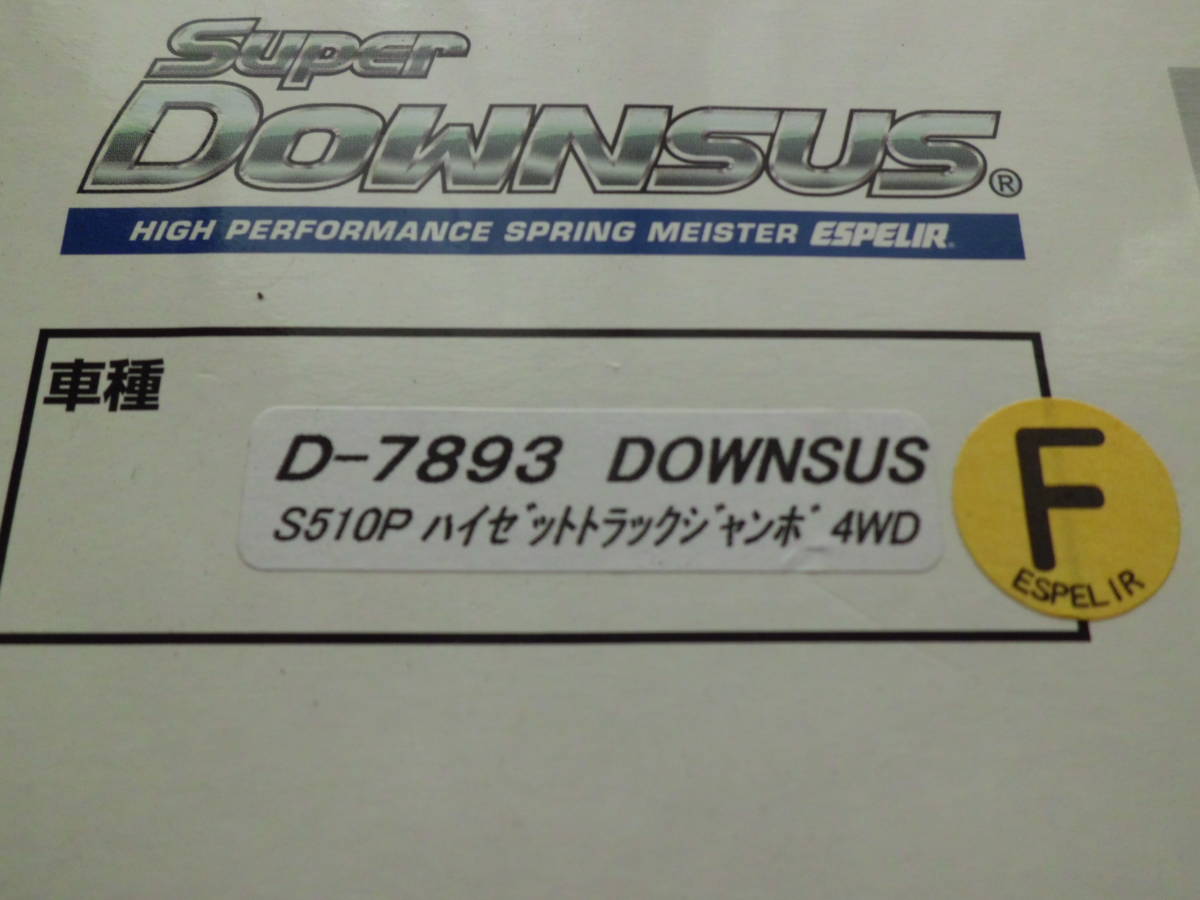 Super
DOWNSUS®
HIGH PERFORMANCE SPRING MEISTER ESPELIR®
車種
D-7893 DOWNSUS
S510P ハイゼットトラックジャンボ 4WD
F
ESPELIR